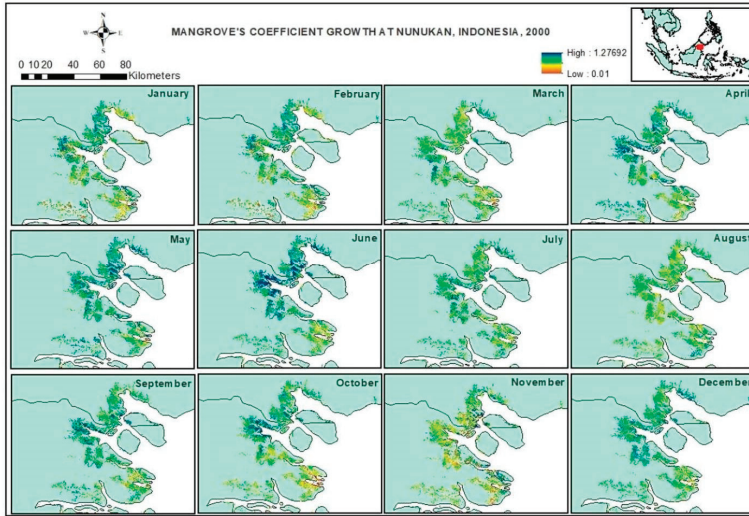 MANGROVE'S COEFFICIENT GROWTH AT NUNUKAN, INDONESIA, 2000
N
W E
S
0 10 20 40 60 80
Kilometers
High : 1.27692
Low : 0.01
January
February
March
April
May
June
July
August
September
October
November
December